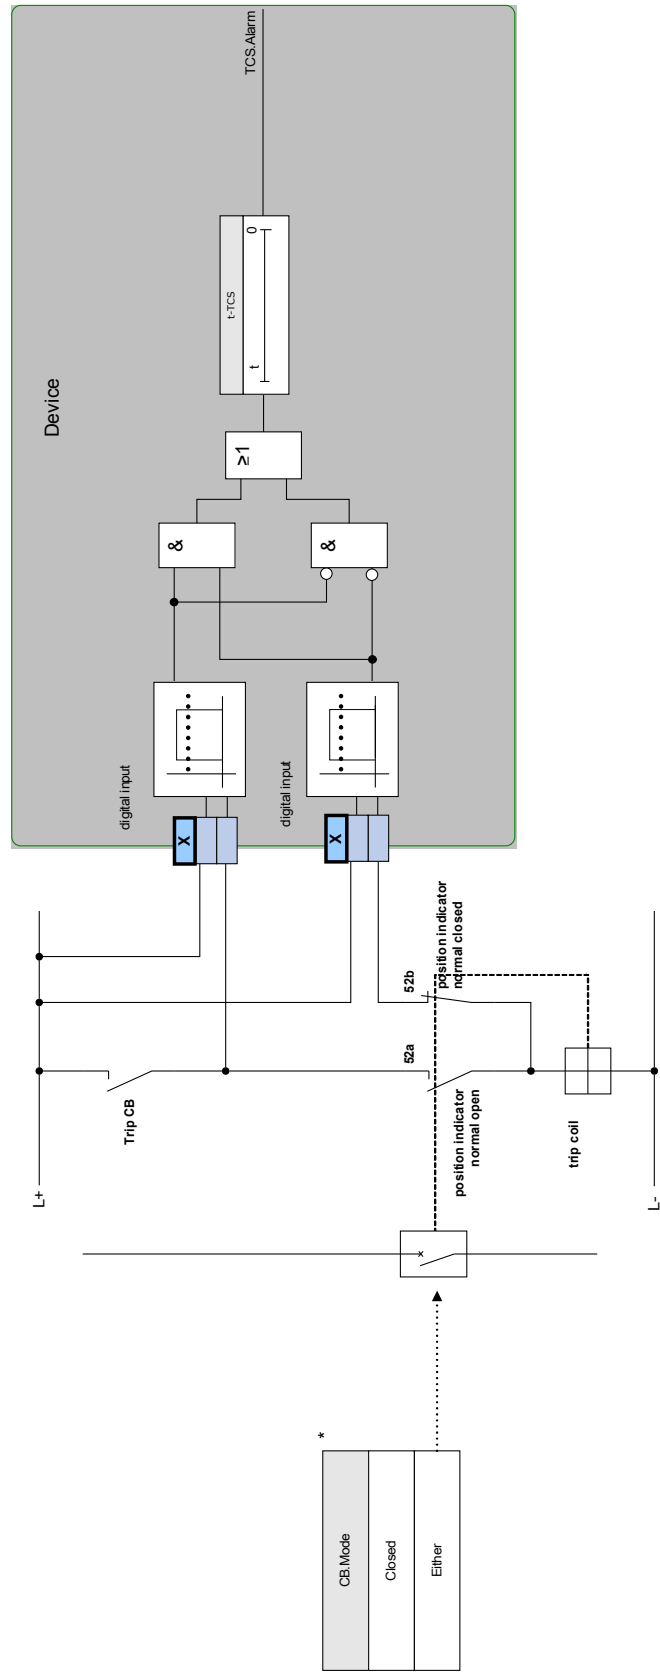 Device
TCS.Alarm
t-TCS
t
0
≥1
&
&
digital input
digital input
X
X
L+
Trip CB
52a
position indicator
normal open
52b
position indicator
normal closed
trip coil
L-
*
CB.Mode
Closed
Either